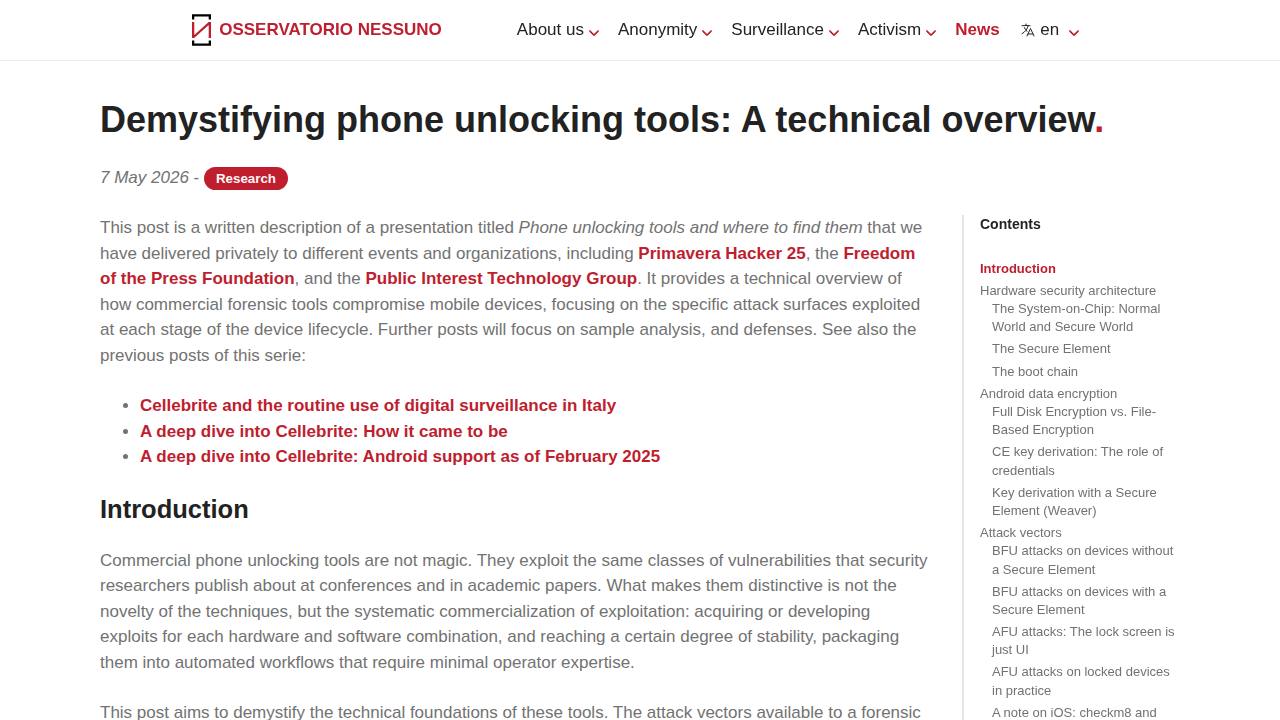 OSSERVATORIO NESSUNO
About us
Anonymity
Surveillance
Activism
News
en
Demystifying phone unlocking tools: A technical overview.
7 May 2026 - Research
This post is a written description of a presentation titled Phone unlocking tools and where to find them that we
have delivered privately to different events and organizations, including Primavera Hacker 25, the Freedom
of the Press Foundation, and the Public Interest Technology Group. It provides a technical overview of
how commercial forensic tools compromise mobile devices, focusing on the specific attack surfaces exploited
at each stage of the device lifecycle. Further posts will focus on sample analysis, and defenses. See also the
previous posts of this serie:
Cellebrite and the routine use of digital surveillance in Italy
A deep dive into Cellebrite: How it came to be
A deep dive into Cellebrite: Android support as of February 2025
Introduction
Commercial phone unlocking tools are not magic. They exploit the same classes of vulnerabilities that security
researchers publish about at conferences and in academic papers. What makes them distinctive is not the
novelty of the techniques, but the systematic commercialization of exploitation: acquiring or developing
exploits for each hardware and software combination, and reaching a certain degree of stability, packaging
them into automated workflows that require minimal operator expertise.
This post aims to demystify the technical foundations of these tools. The attack vectors available to a forensic
Contents
Introduction
Hardware security architecture
The System-on-Chip: Normal
World and Secure World
The Secure Element
The boot chain
Android data encryption
Full Disk Encryption vs. File-
Based Encryption
CE key derivation: The role of
credentials
Key derivation with a Secure
Element (Weaver)
Attack vectors
BFU attacks on devices without
a Secure Element
BFU attacks on devices with a
Secure Element
AFU attacks: The lock screen is
just UI
AFU attacks on locked devices
in practice
A note on iOS: checkm8 and